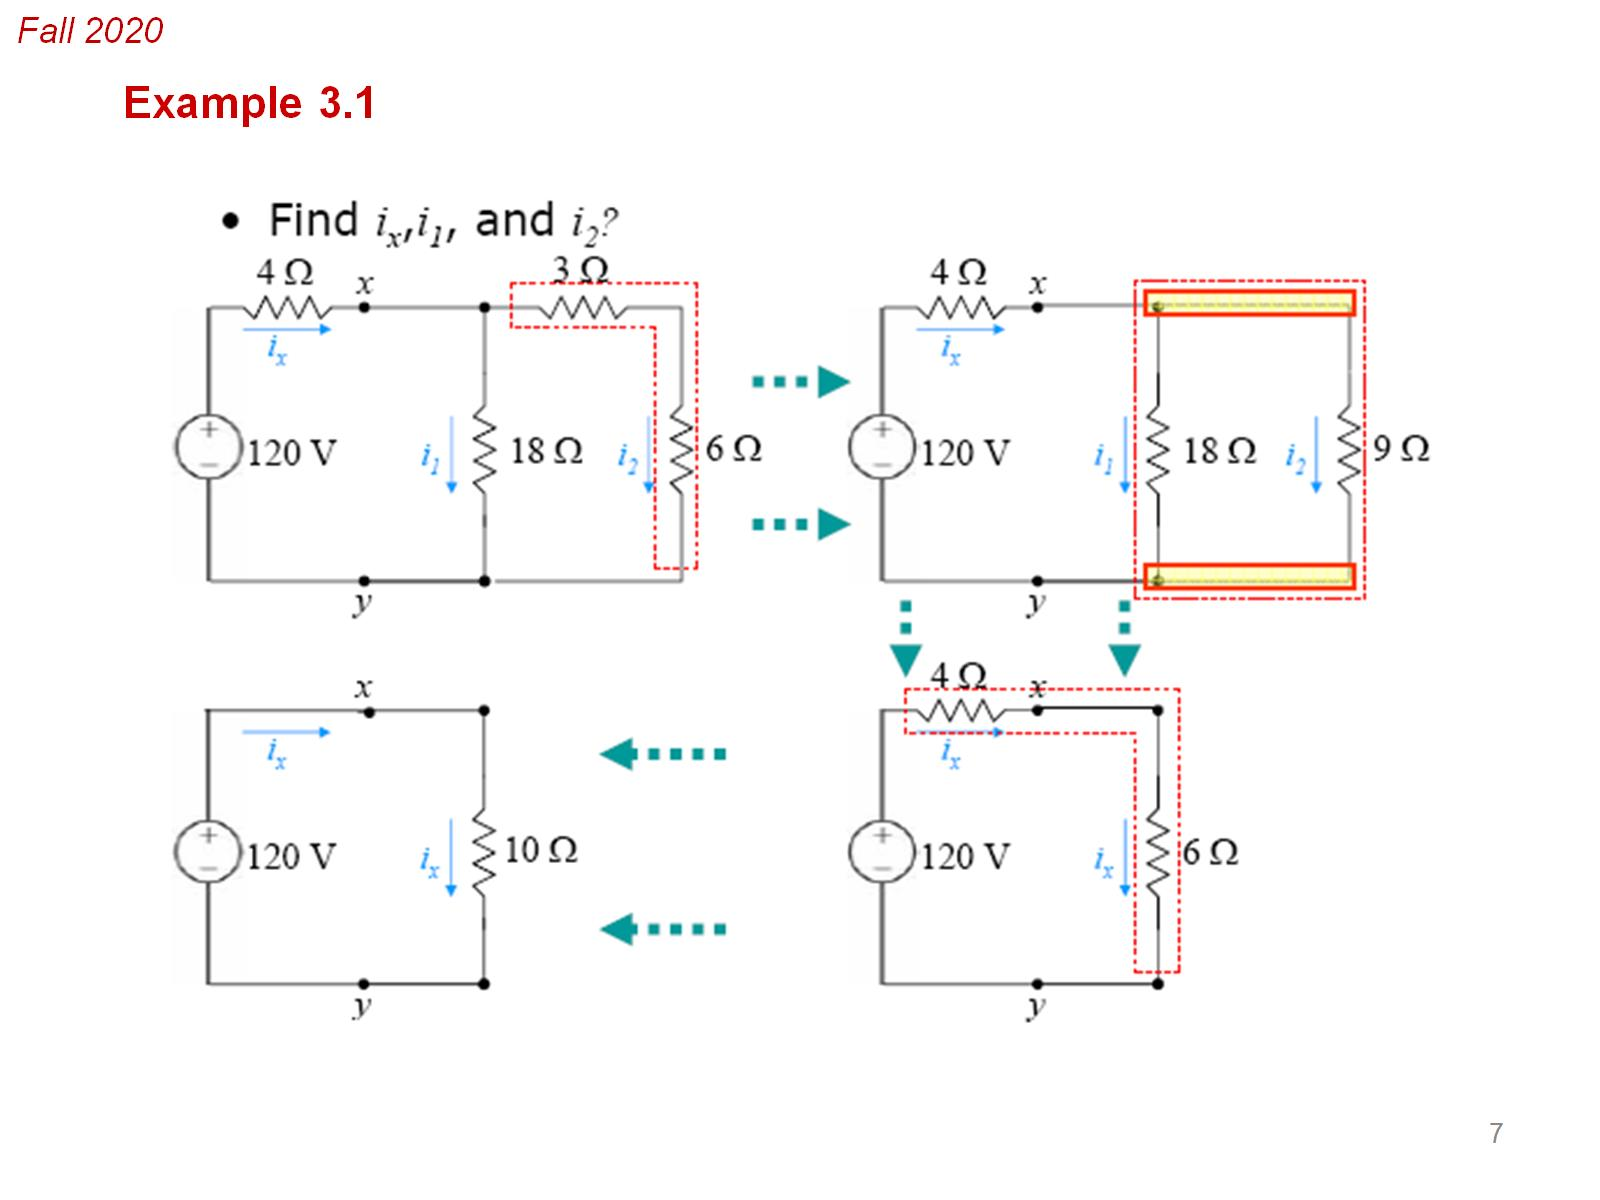 Fall 2020
Example 3.1
• Find ix,i1, and i2?
4 Ω
x
3 Ω
ix
+
−
120 V
i1
18 Ω
i2
6 Ω
y
4 Ω
x
ix
+
−
120 V
i1
18 Ω
i2
9 Ω
y
x
ix
+
−
120 V
ix
10 Ω
y
4 Ω
x
ix
+
−
120 V
ix
6 Ω
y
7